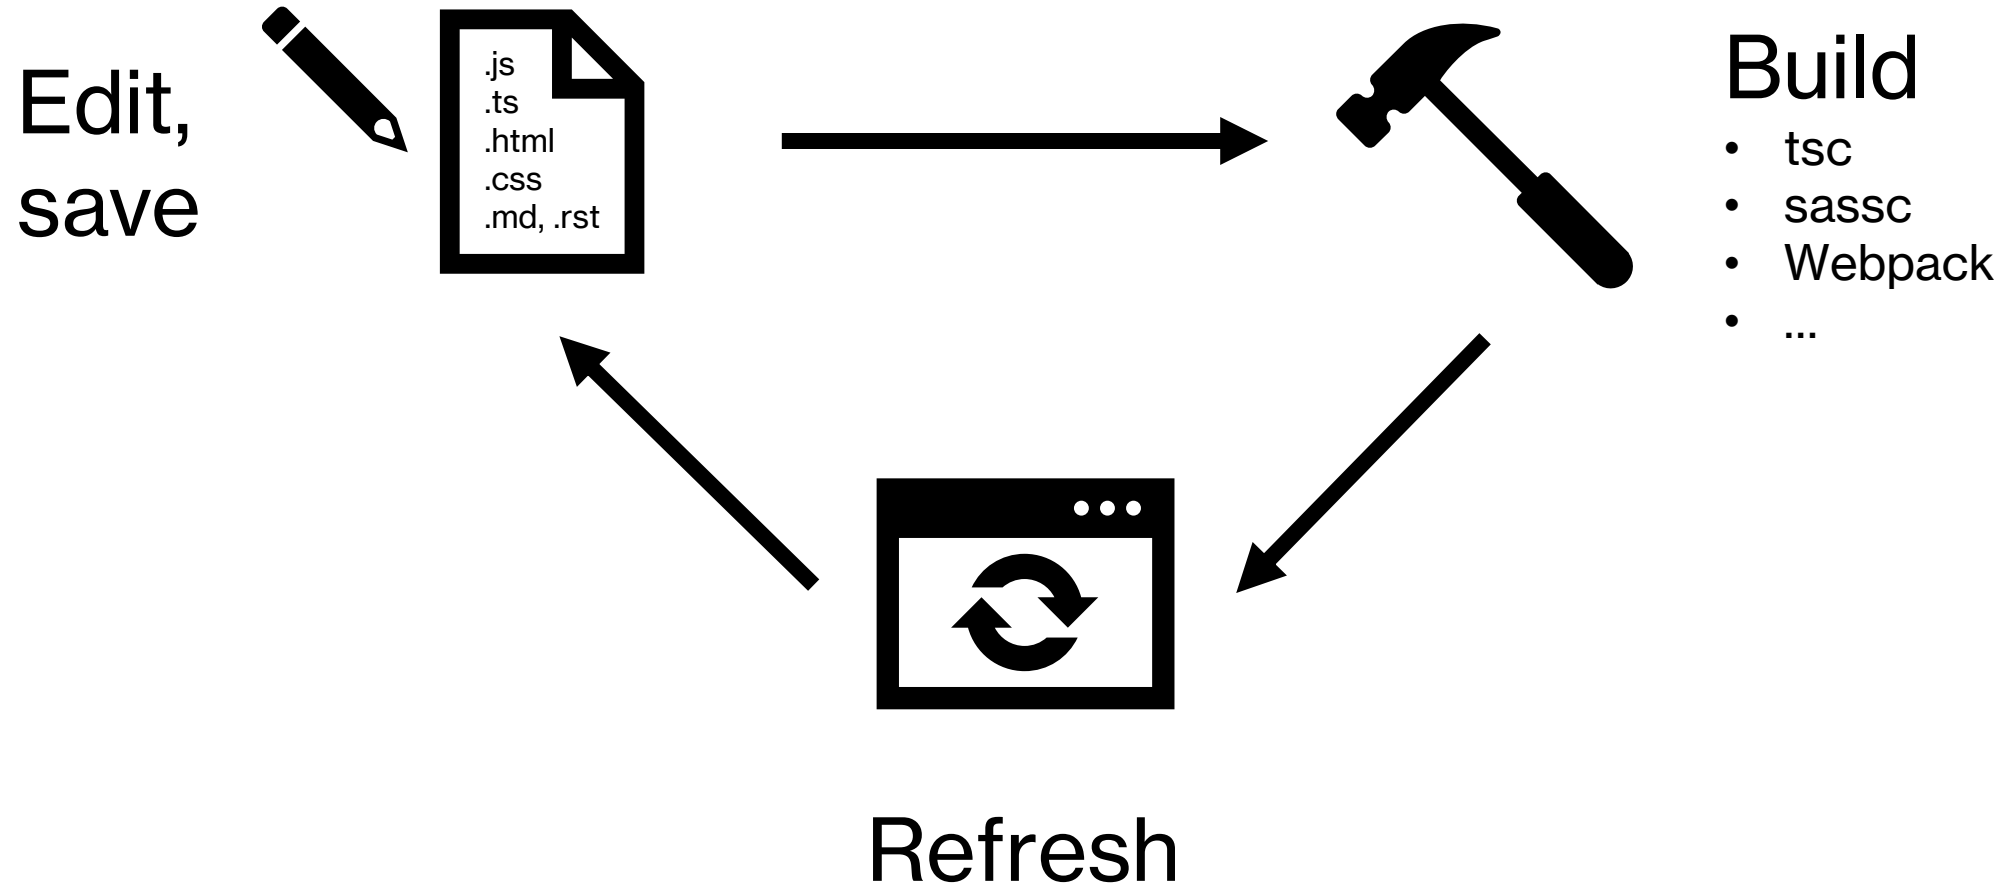 Edit,
save
.js
.ts
.html
.css
.md, .rst
Build
• tsc
• sassc
• Webpack
• ...
Refresh